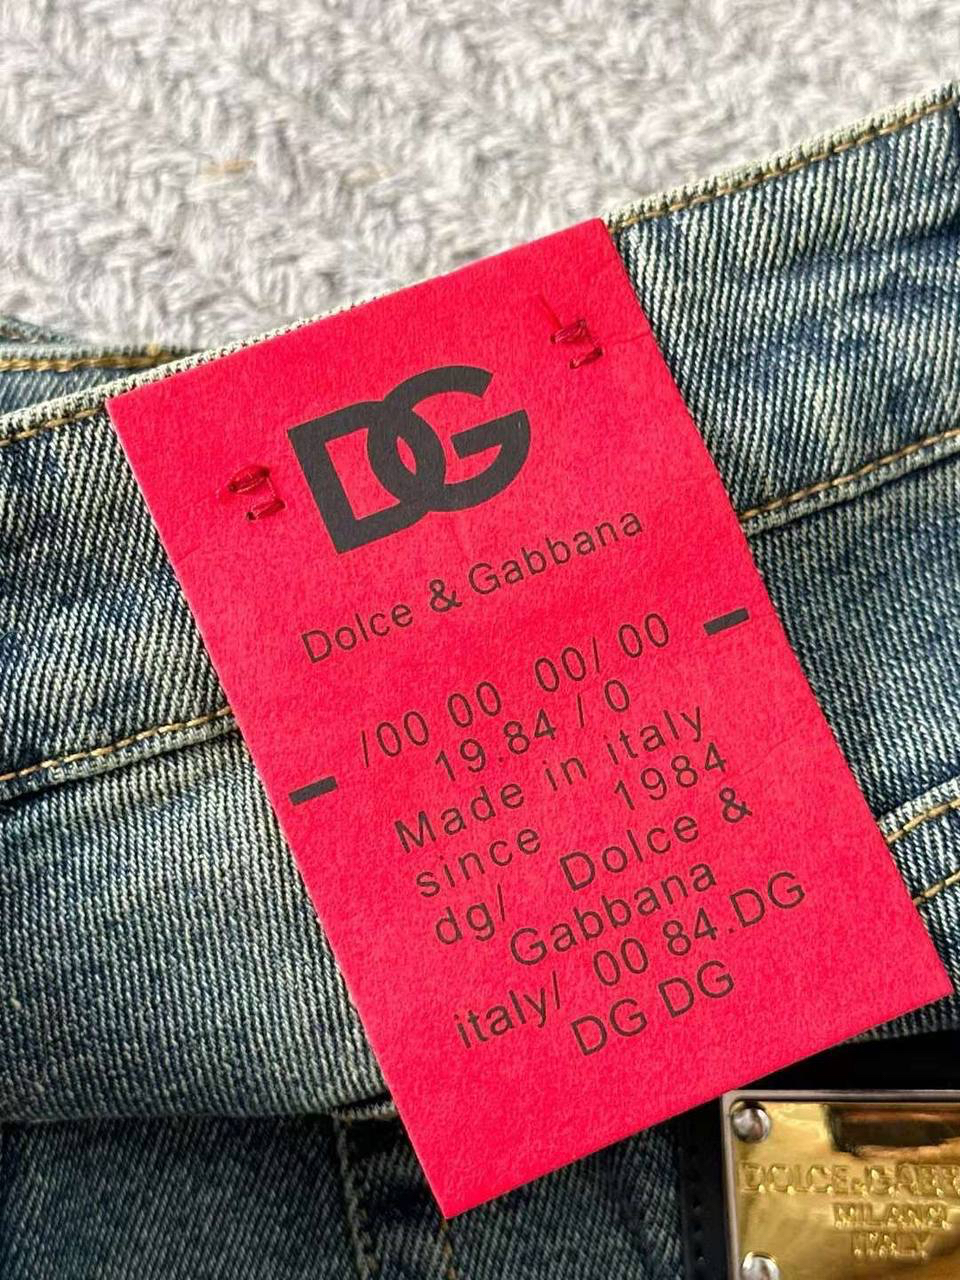 DG
Dolce & Gabbana
/00 00 00/ 00
19.84 / 0
Made in italy
since 1984
dg/ Dolce &
Gabbana
italy/ 00 84.DG
DG DG
DOLCE & GABB
MILANO
ITALY